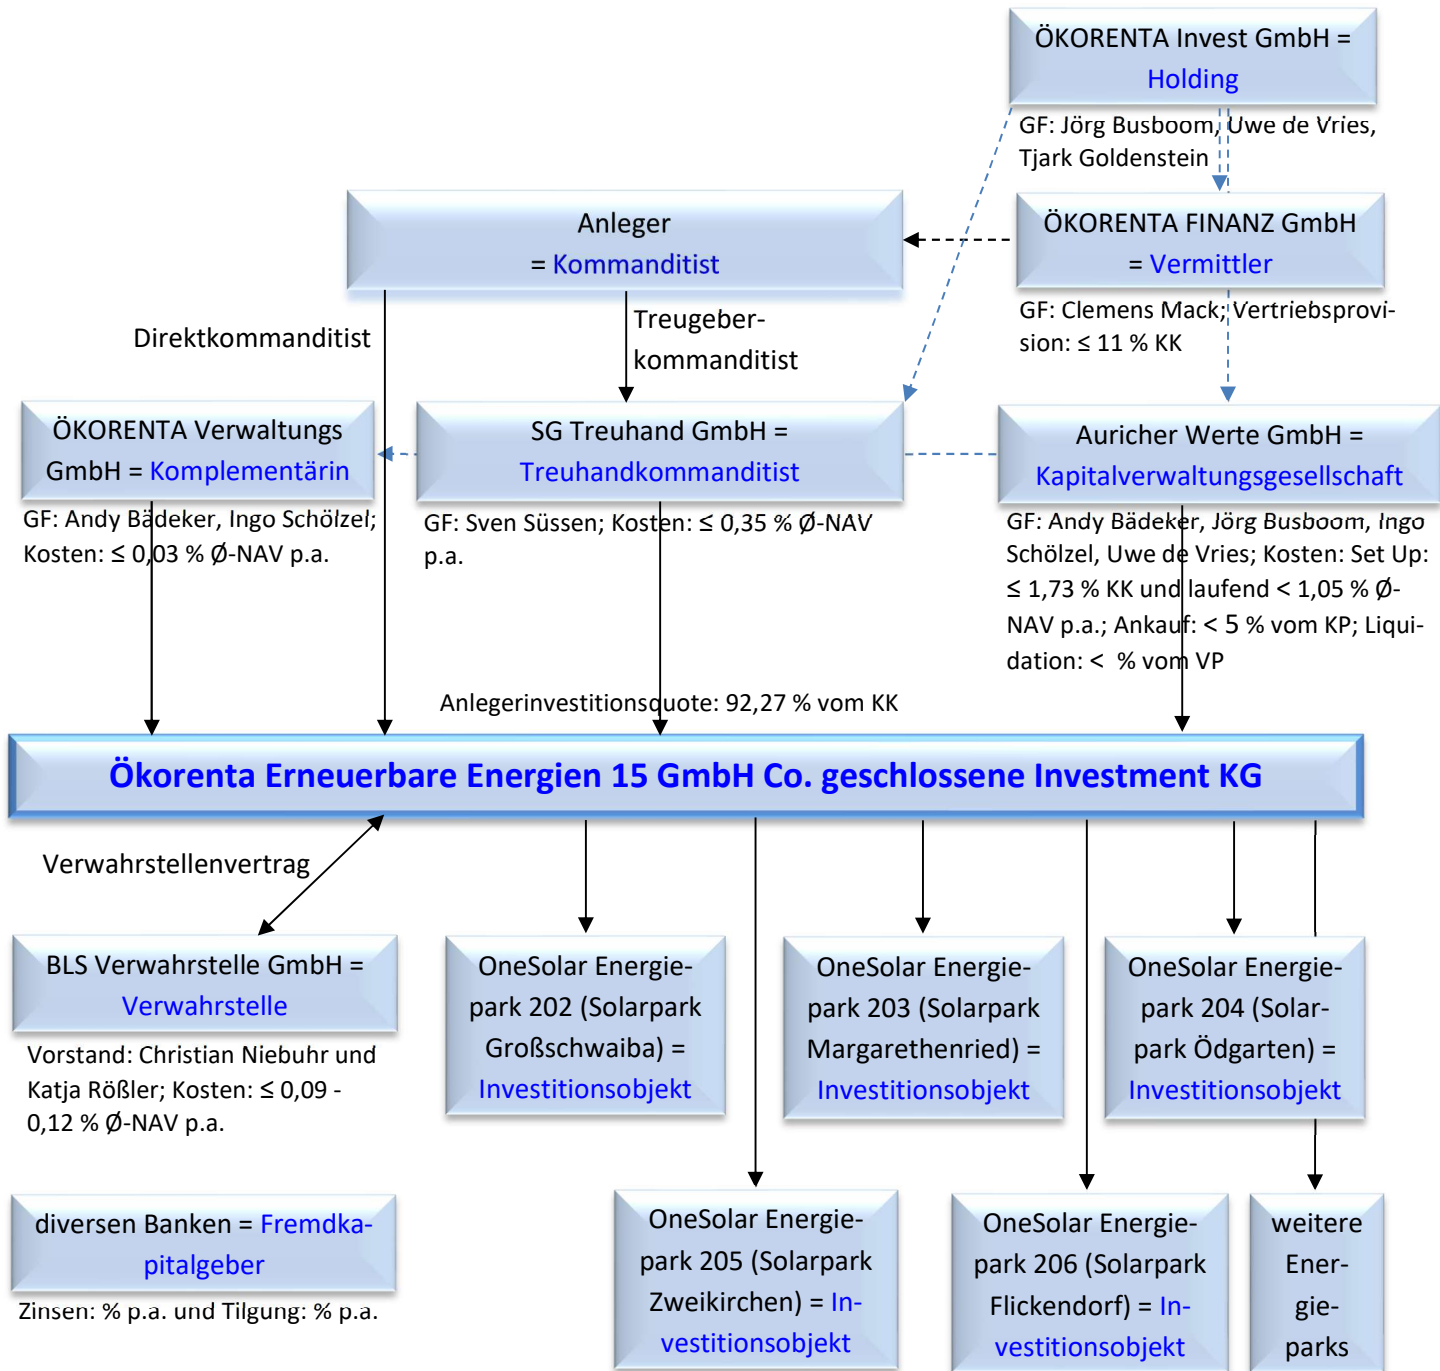 ÖKORENTA Invest GmbH =
Holding
GF: Jörg Busboom, Uwe de Vries,
Tjark Goldenstein
Anleger
= Kommanditist
ÖKORENTA FINANZ GmbH
= Vermittler
GF: Clemens Mack; Vertriebsprovi-
sion: ≤ 11 % KK
Direktkommanditist
Treugeber-
kommanditist
ÖKORENTA Verwaltungs
GmbH = Komplementärin
GF: Andy Bädeker, Ingo Schölzel;
Kosten: ≤ 0,03 % Ø-NAV p.a.
SG Treuhand GmbH =
Treuhandkommanditist
GF: Sven Süssen; Kosten: ≤ 0,35 % Ø-NAV
p.a.
Auricher Werte GmbH =
Kapitalverwaltungsgesellschaft
GF: Andy Bädeker, Jörg Busboom, Ingo
Schölzel, Uwe de Vries; Kosten: Set Up:
≤ 1,73 % KK und laufend < 1,05 % Ø-
NAV p.a.; Ankauf: < 5 % vom KP; Liqui-
dation: < % vom VP
Anlegerinvestitionsquote: 92,27 % vom KK
Ökorenta Erneuerbare Energien 15 GmbH Co. geschlossene Investment KG
Verwahrstellenvertrag
BLS Verwahrstelle GmbH =
Verwahrstelle
Vorstand: Christian Niebuhr und
Katja Rößler; Kosten: ≤ 0,09 -
0,12 % Ø-NAV p.a.
OneSolar Energie-
park 202 (Solarpark
Großschwaiba) =
Investitionsobjekt
OneSolar Energie-
park 203 (Solarpark
Margarethenried) =
Investitionsobjekt
OneSolar Energie-
park 204 (Solar-
park Ödgarten) =
Investitionsobjekt
diversen Banken = Fremdka-
pitalgeber
Zinsen: % p.a. und Tilgung: % p.a.
OneSolar Energie-
park 205 (Solarpark
Zweikirchen) = In-
vestitionsobjekt
OneSolar Energie-
park 206 (Solarpark
Flickendorf) = In-
vestitionsobjekt
weitere
Ener-
gie-
parks